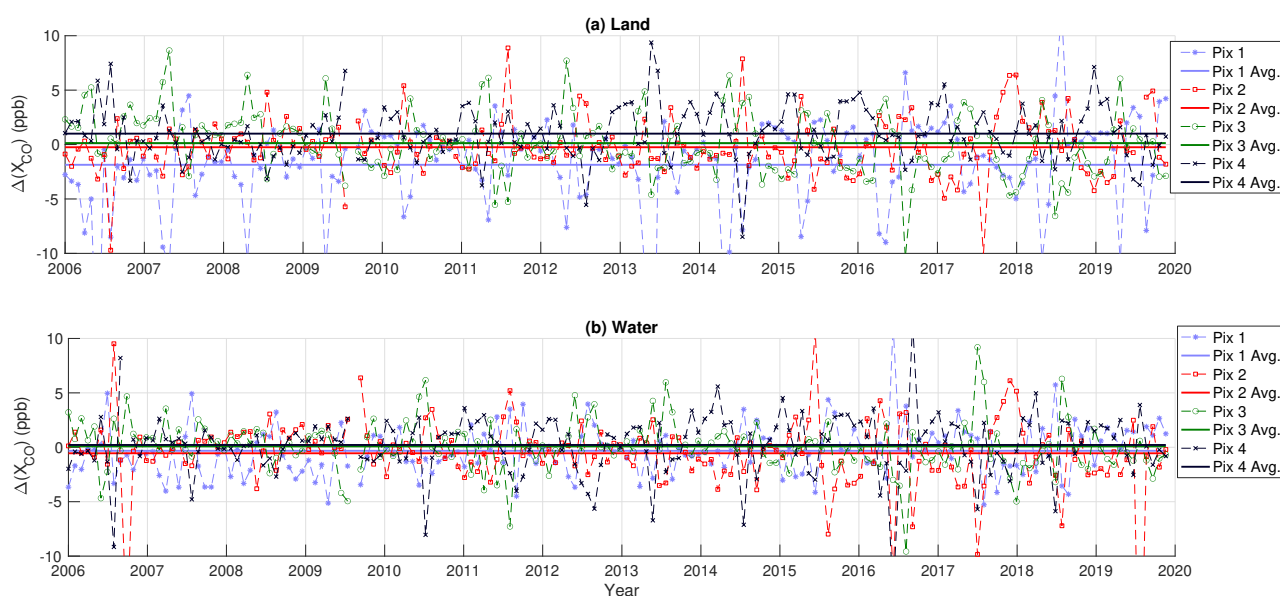 (a) Land
Δ(X_CO) (ppb)
10
5
0
-5
-10
2006 2007 2008 2009 2010 2011 2012 2013 2014 2015 2016 2017 2018 2019 2020
Pix 1
Pix 1 Avg.
Pix 2
Pix 2 Avg.
Pix 3
Pix 3 Avg.
Pix 4
Pix 4 Avg.
(b) Water
Δ(X_CO) (ppb)
10
5
0
-5
-10
2006 2007 2008 2009 2010 2011 2012 2013 2014 2015 2016 2017 2018 2019 2020
Year
Pix 1
Pix 1 Avg.
Pix 2
Pix 2 Avg.
Pix 3
Pix 3 Avg.
Pix 4
Pix 4 Avg.